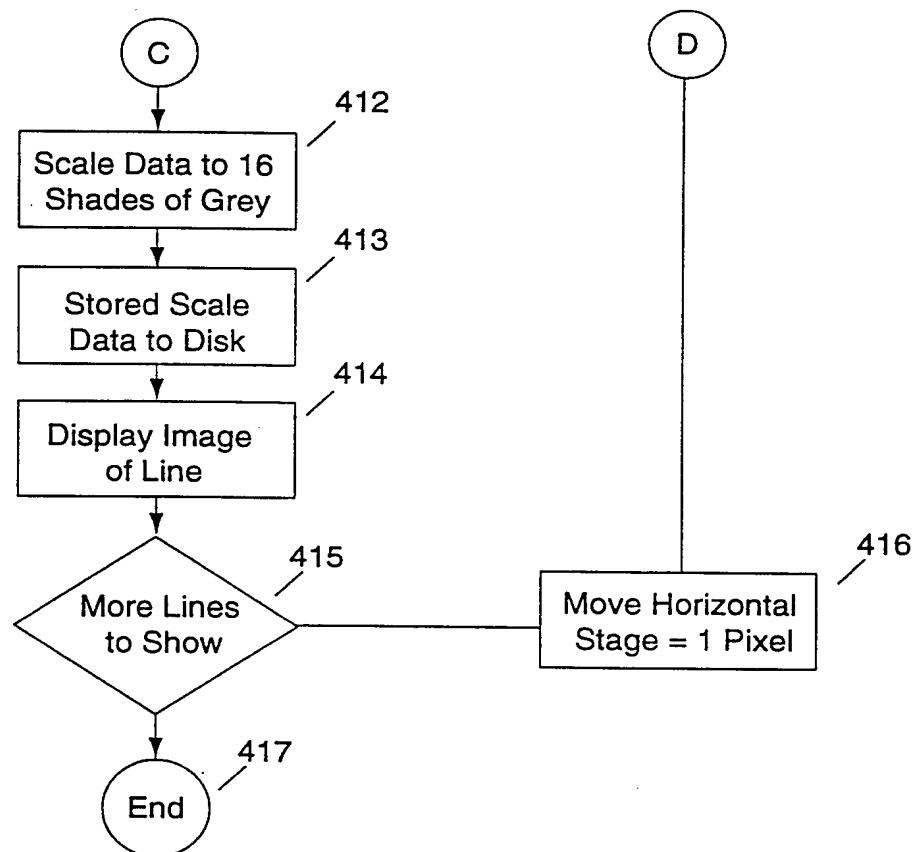 C
D
412
Scale Data to 16
Shades of Grey
413
Stored Scale
Data to Disk
414
Display Image
of Line
415
More Lines
to Show
416
Move Horizontal
Stage = 1 Pixel
417
End